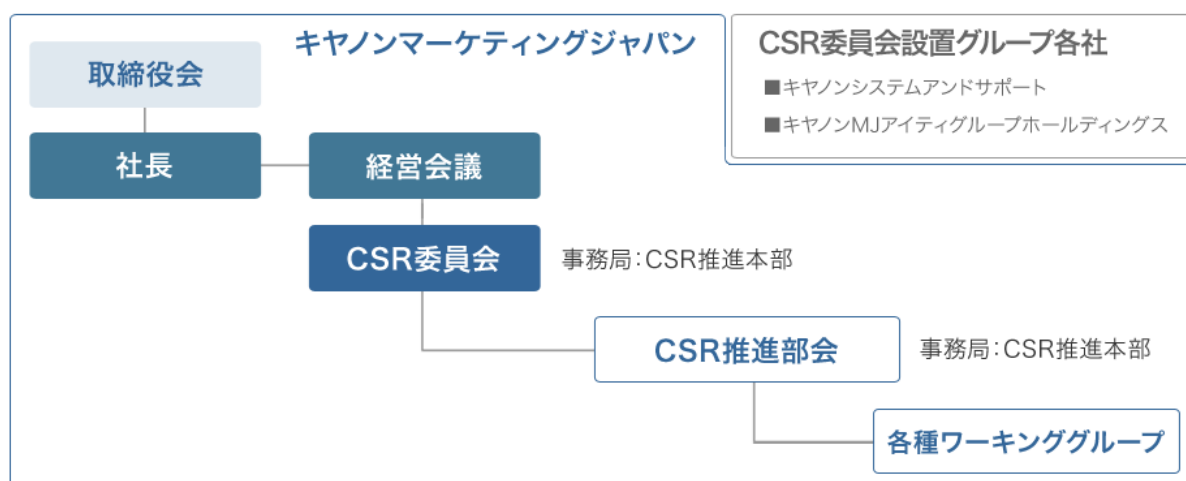 キヤノンマーケティングジャパン
取締役会
社長
経営会議
CSR委員会
事務局：CSR推進本部
CSR推進部会
事務局：CSR推進本部
各種ワーキンググループ
CSR委員会設置グループ各社
■キヤノンシステムアンドサポート
■キヤノンMJアイティグループホールディングス